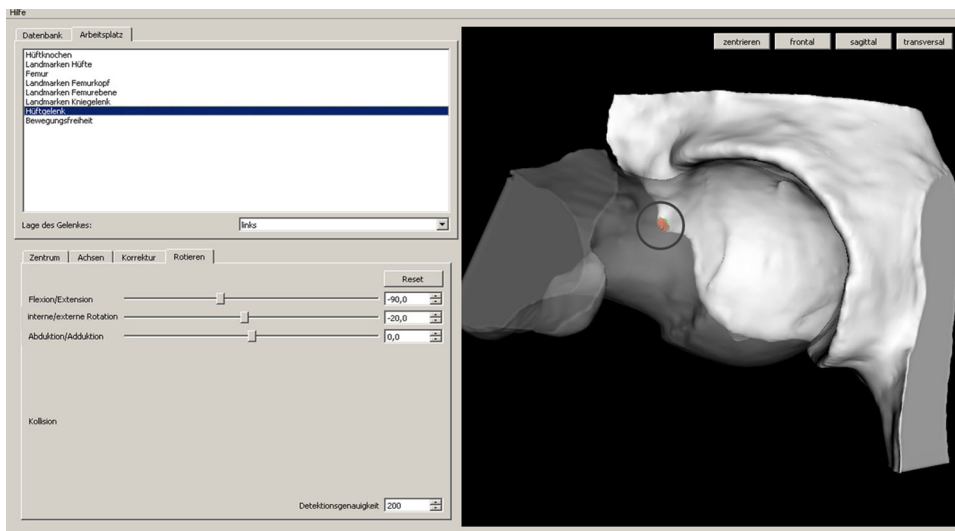 Hilfe
Datenbank Arbeitsplatz
Hüftknochen
Landmarken Hüfte
Femur
Landmarken Femurkopf
Landmarken Femurebene
Landmarken Kniegelenk
Hüftgelenk
Bewegungsfreiheit
Lage des Gelenkes: links
Zentrum Achsen Korrektur Rotieren
Reset
Flexion/Extension -90,0
interne/externe Rotation -20,0
Abduktion/Adduktion 0,0
Kollision
Detektionsgenauigkeit 200
zentrieren frontal sagittal transversal